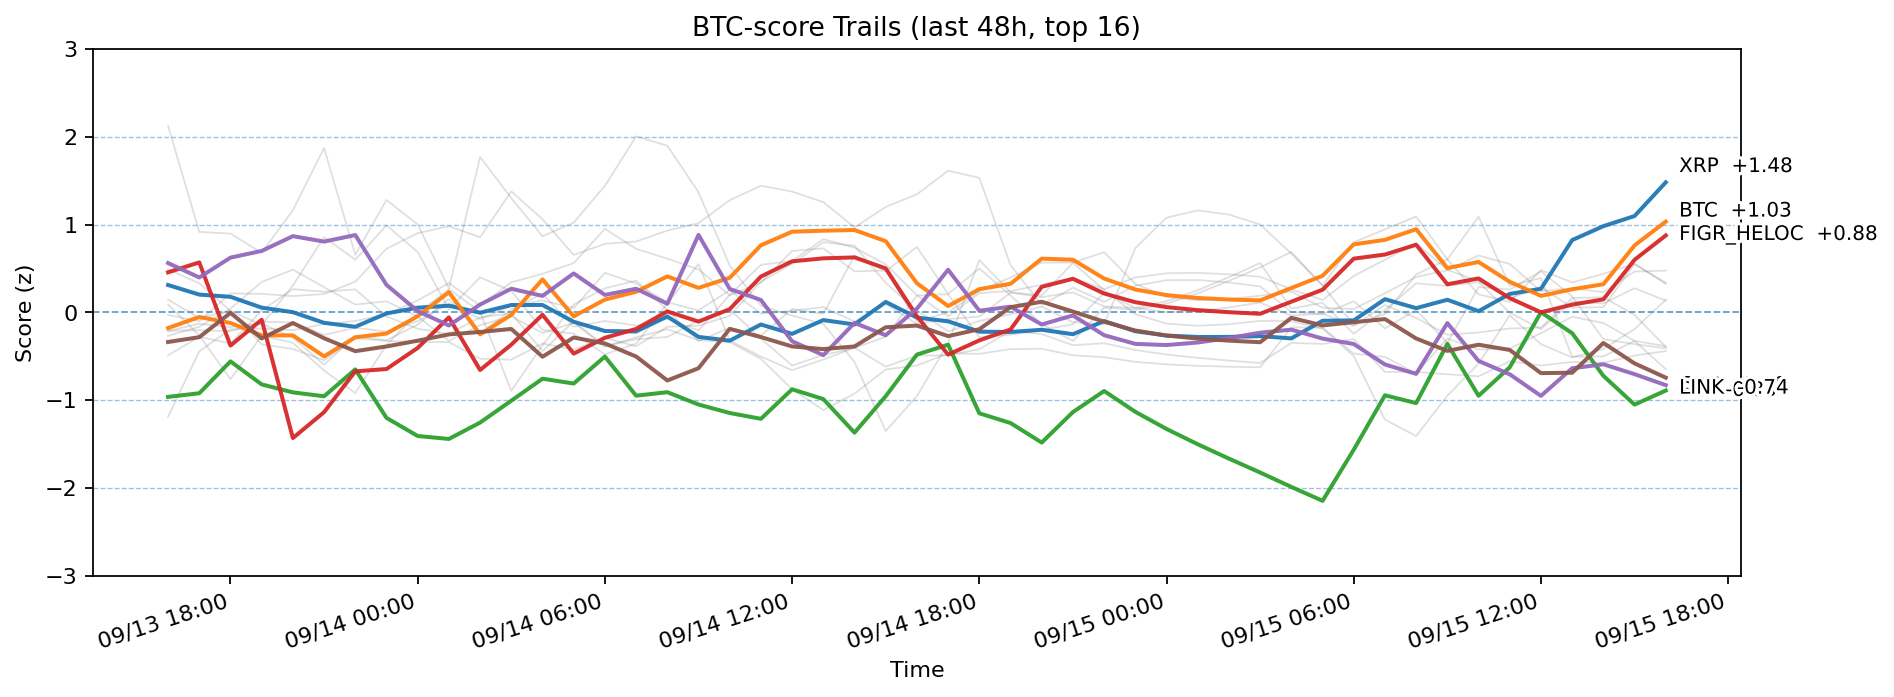 BTC-score Trails (last 48h, top 16)
Score (z)
3
2
1
0
−1
−2
−3
XRP +1.48
BTC +1.03
FIGR_HELOC +0.88
LINK -0.74
09/13 18:00
09/14 00:00
09/14 06:00
09/14 12:00
09/14 18:00
09/15 00:00
09/15 06:00
09/15 12:00
09/15 18:00
Time